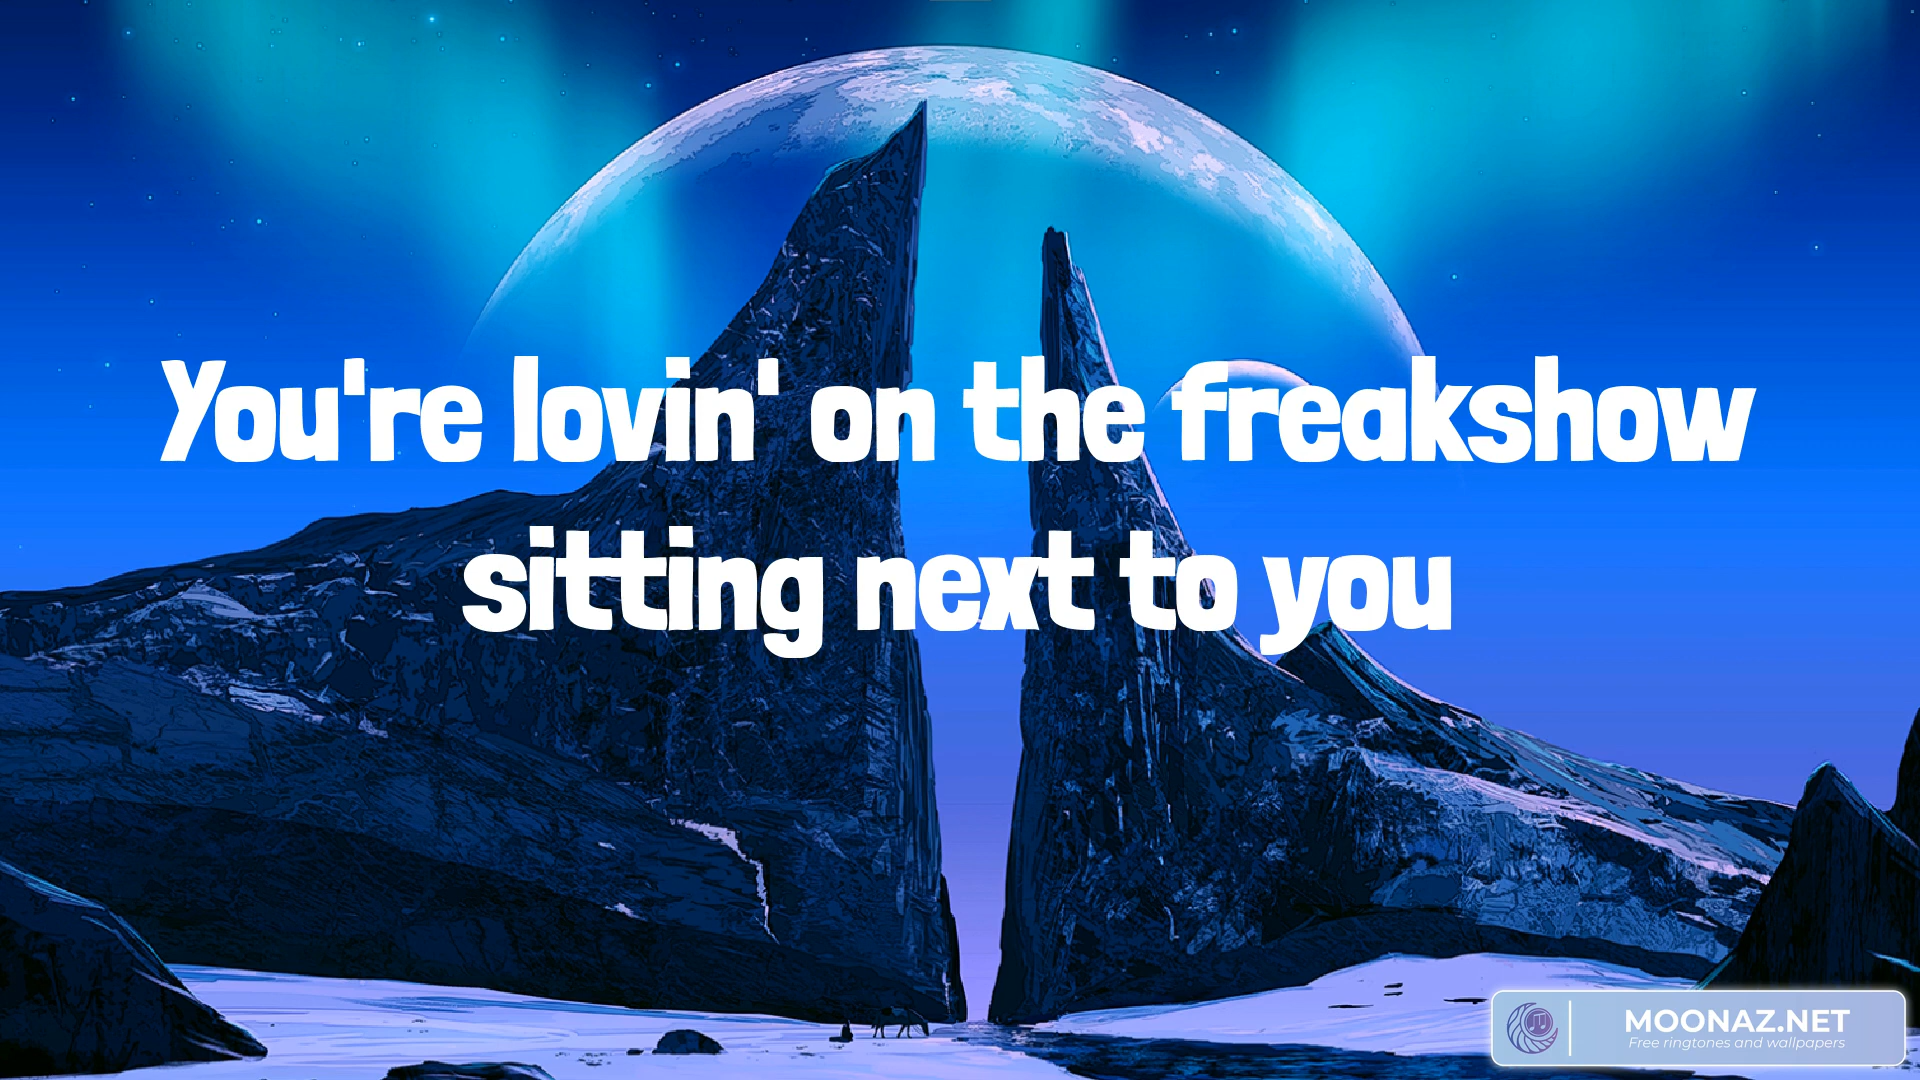 You're lovin' on the freakshow
sitting next to you
MOONAZ.NET
Free ringtones and wallpapers